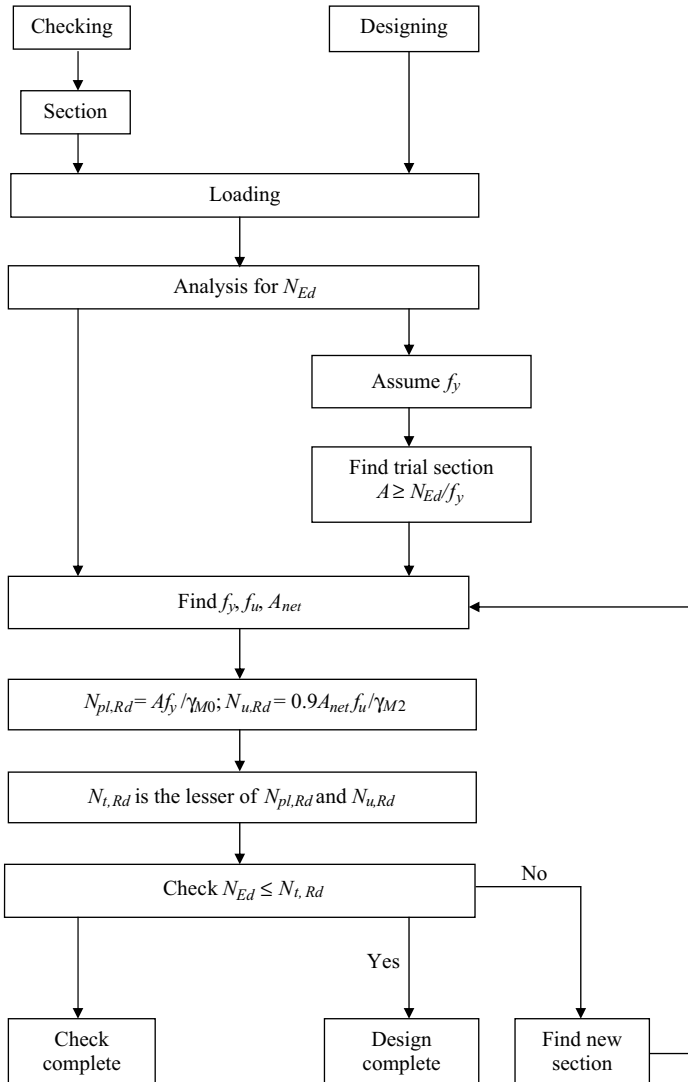 Checking
Designing
Section
Loading
Analysis for N_Ed
Assume f_y
Find trial section
A ≥ N_Ed/f_y
Find f_y, f_u, A_net
N_pl,Rd = Af_y/γ_M0; N_u,Rd = 0.9A_net f_u/γ_M2
N_t,Rd is the lesser of N_pl,Rd and N_u,Rd
Check N_Ed ≤ N_t,Rd
No
Yes
Check
complete
Design
complete
Find new
section